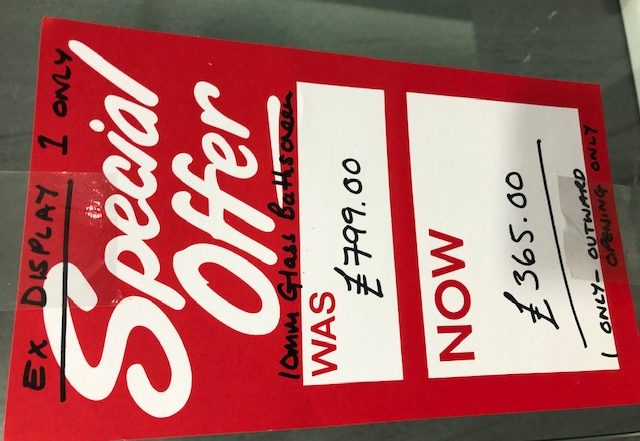 EX DISPLAY 1 ONLY
Special
Offer
10mm Glass Bathscreen
WAS
£799.00
NOW
£365.00
1 ONLY - OUTWARD
OPENING ONLY